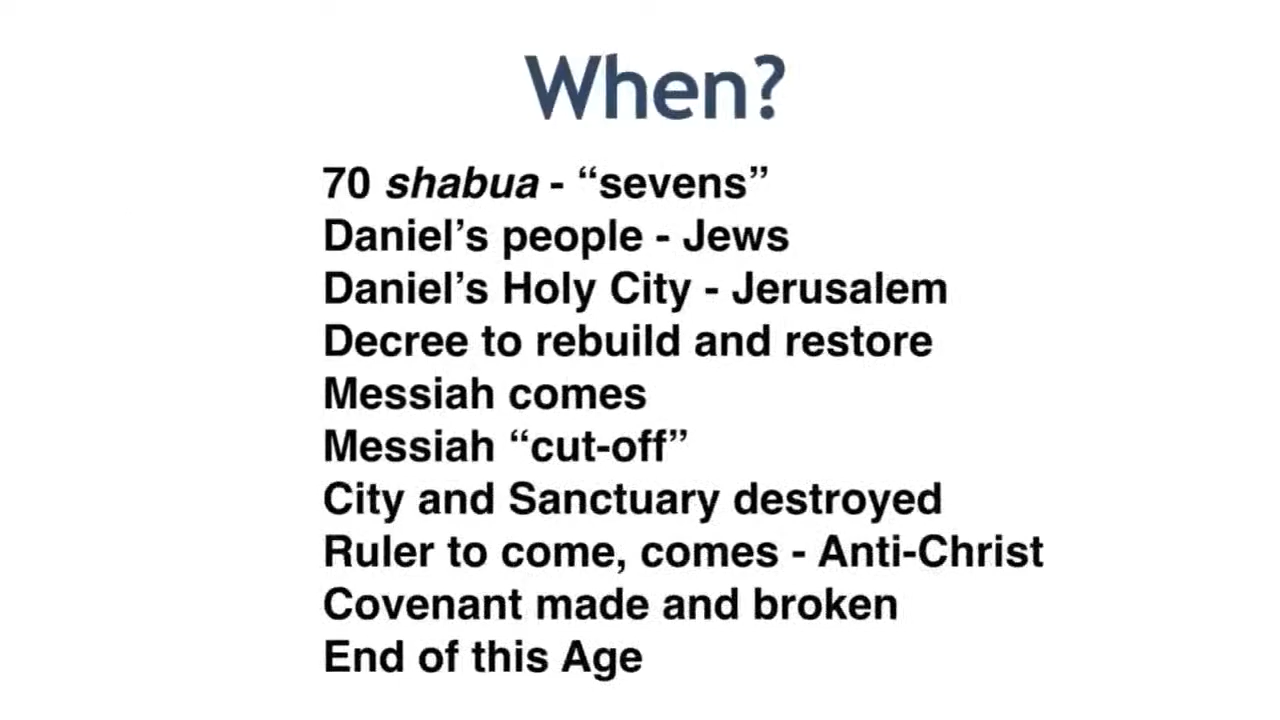 When?
70 shabua - “sevens”
Daniel’s people - Jews
Daniel’s Holy City - Jerusalem
Decree to rebuild and restore
Messiah comes
Messiah “cut-off”
City and Sanctuary destroyed
Ruler to come, comes - Anti-Christ
Covenant made and broken
End of this Age